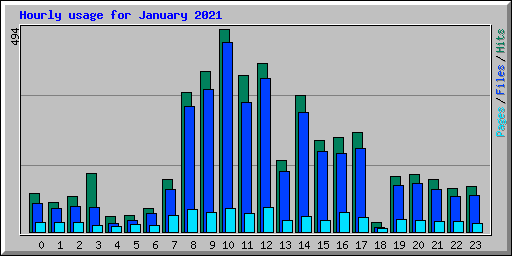 Hourly usage for January 2021
494
Pages/Files/Hits
0 1 2 3 4 5 6 7 8 9 10 11 12 13 14 15 16 17 18 19 20 21 22 23